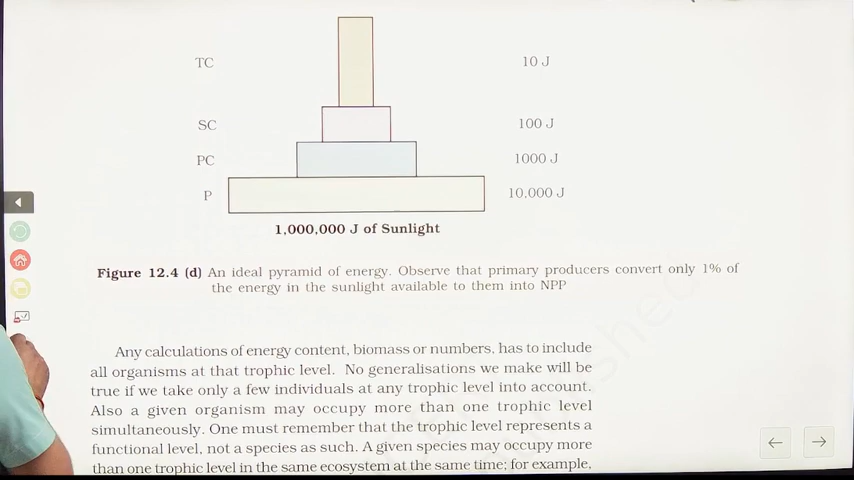 TC 10 J
SC 100 J
PC 1000 J
P 10,000 J
1,000,000 J of Sunlight
Figure 12.4 (d) An ideal pyramid of energy. Observe that primary producers convert only 1% of
the energy in the sunlight available to them into NPP
Any calculations of energy content, biomass or numbers, has to include
all organisms at that trophic level. No generalisations we make will be
true if we take only a few individuals at any trophic level into account.
Also a given organism may occupy more than one trophic level
simultaneously. One must remember that the trophic level represents a
functional level, not a species as such. A given species may occupy more
than one trophic level in the same ecosystem at the same time; for example,